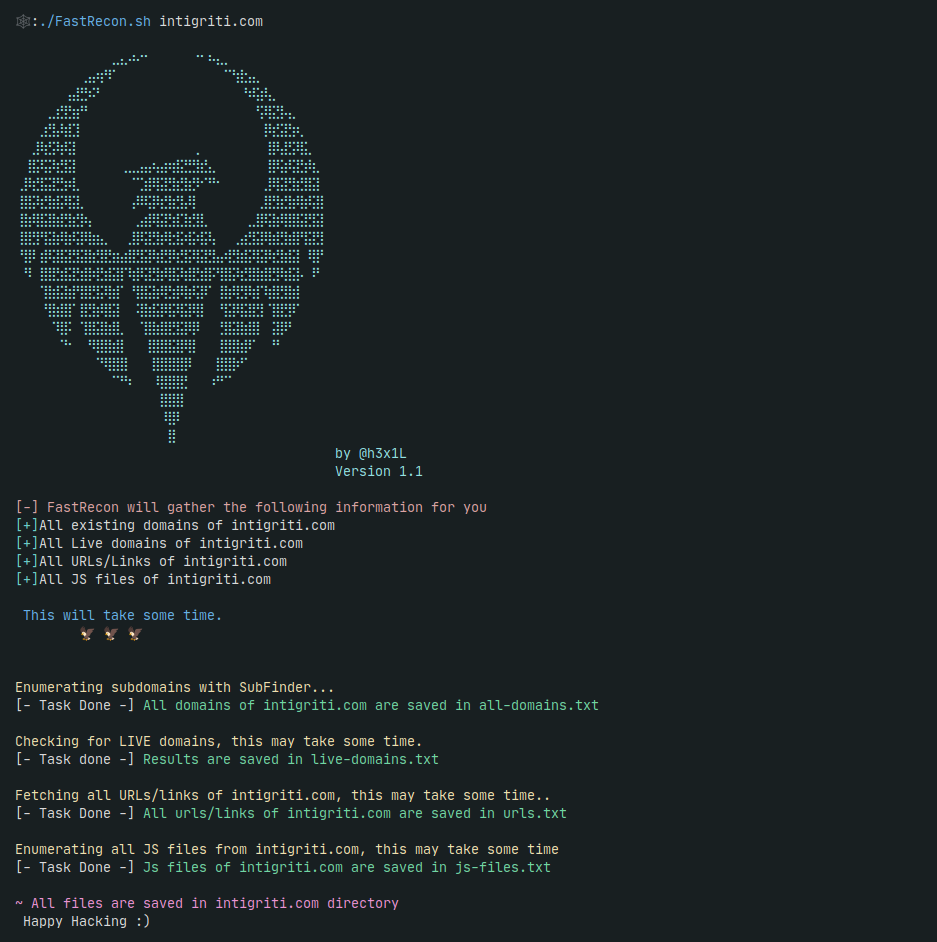 :./FastRecon.sh intigriti.com
by @h3x1L
Version 1.1
[-] FastRecon will gather the following information for you
[+]All existing domains of intigriti.com
[+]All Live domains of intigriti.com
[+]All URLs/Links of intigriti.com
[+]All JS files of intigriti.com
This will take some time.
Enumerating subdomains with SubFinder...
[- Task Done -] All domains of intigriti.com are saved in all-domains.txt
Checking for LIVE domains, this may take some time.
[- Task done -] Results are saved in live-domains.txt
Fetching all URLs/links of intigriti.com, this may take some time..
[- Task Done -] All urls/links of intigriti.com are saved in urls.txt
Enumerating all JS files from intigriti.com, this may take some time
[- Task Done -] Js files of intigriti.com are saved in js-files.txt
~ All files are saved in intigriti.com directory
Happy Hacking :)